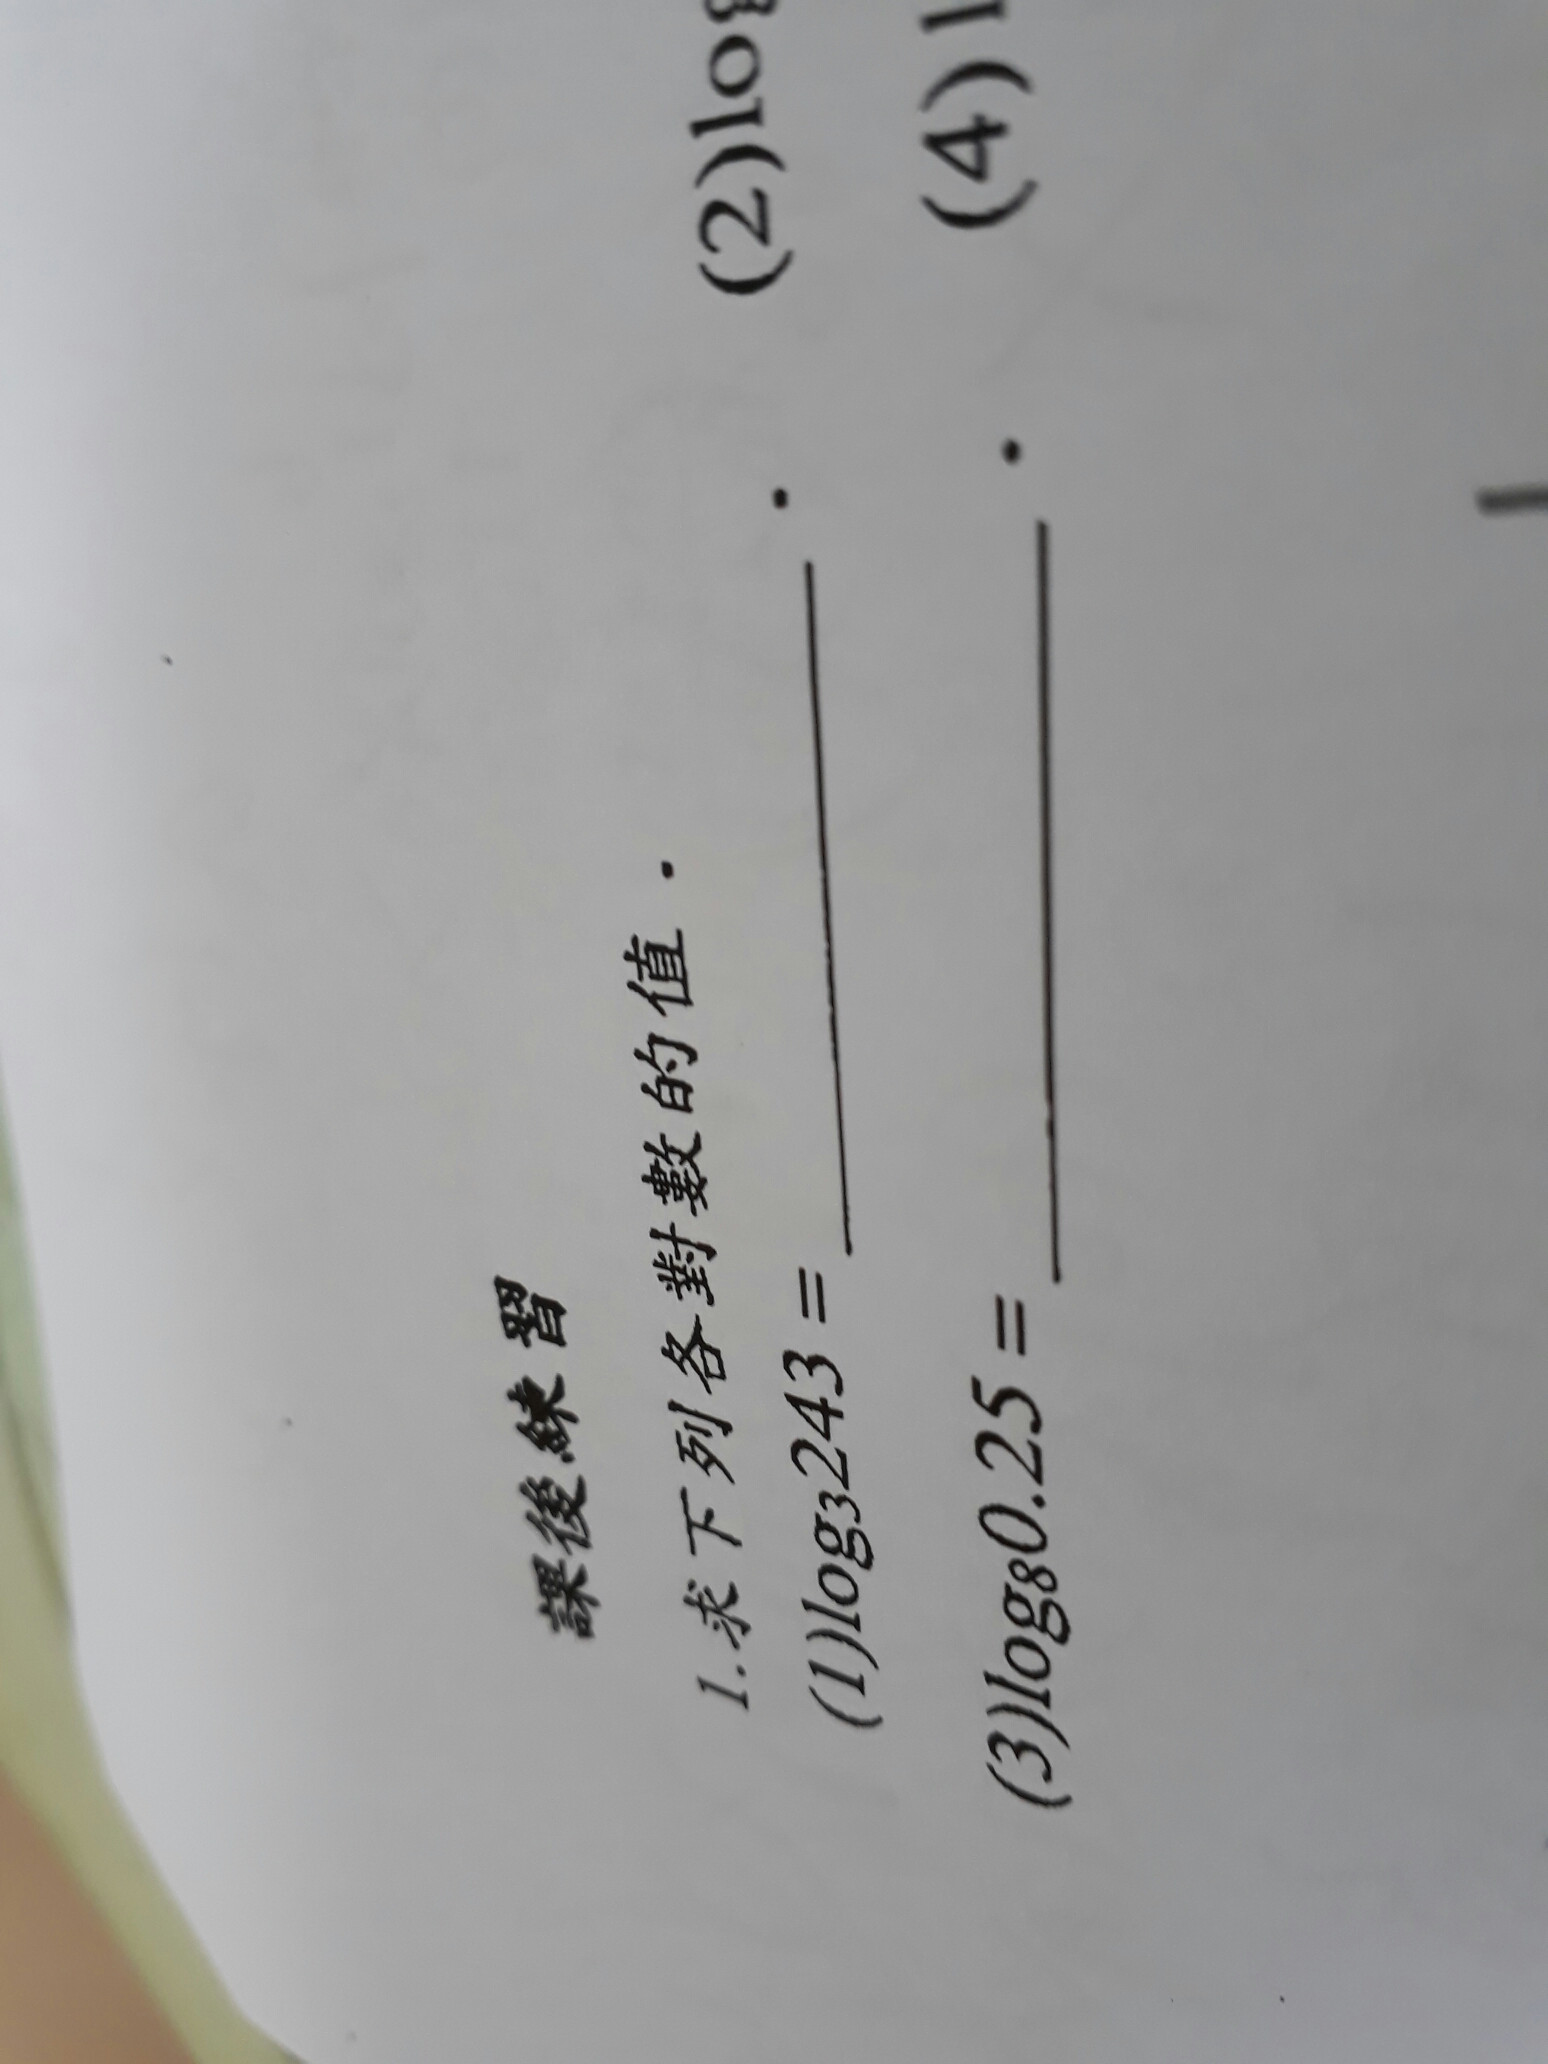 課後練習
1.求下列各對數的值．
(1)log₃243 = ________． (2)log
(3)log₈0.25 = ________． (4)l